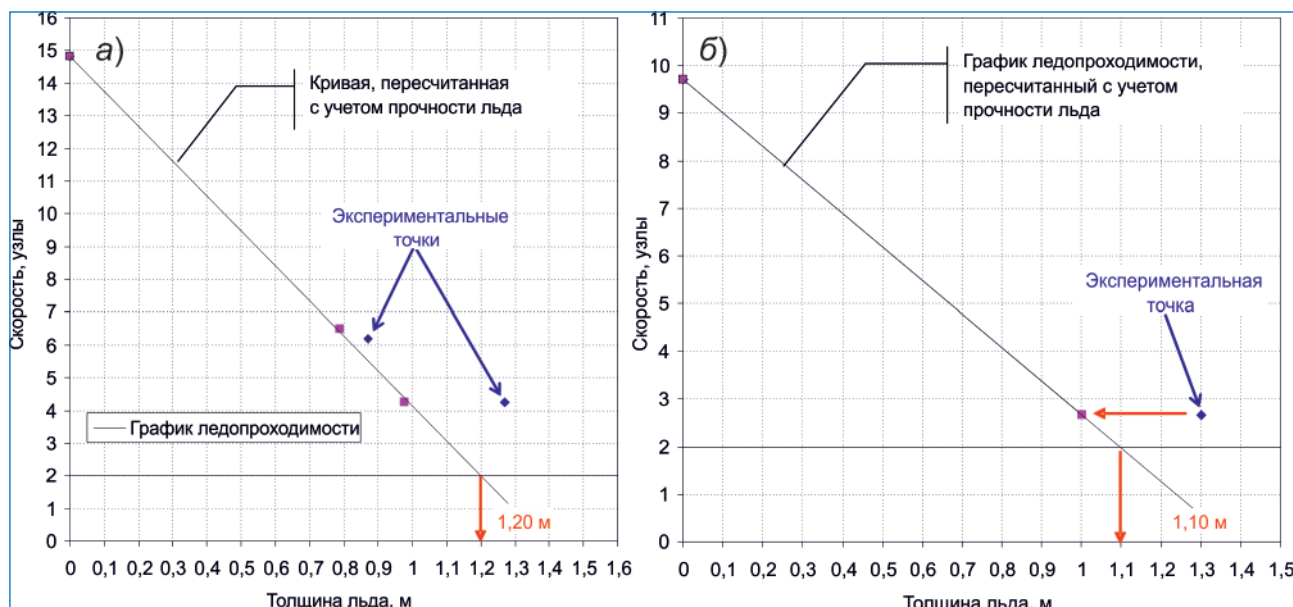 а)
16
15
14
13
12
11
10
9
8
7
6
5
4
3
2
1
0
Скорость, узлы
Кривая, пересчитанная
с учетом прочности льда
Экспериментальные
точки
График ледопроходимости
1,20 м
0 0,1 0,2 0,3 0,4 0,5 0,6 0,7 0,8 0,9 1 1,1 1,2 1,3 1,4 1,5 1,6
Толщина льда, м
б)
11
10
9
8
7
6
5
4
3
2
1
0
Скорость, узлы
График ледопроходимости,
пересчитанный с учетом
прочности льда
Экспериментальная
точка
1,10 м
0 0,1 0,2 0,3 0,4 0,5 0,6 0,7 0,8 0,9 1 1,1 1,2 1,3 1,4 1,5
Толщина льда, м